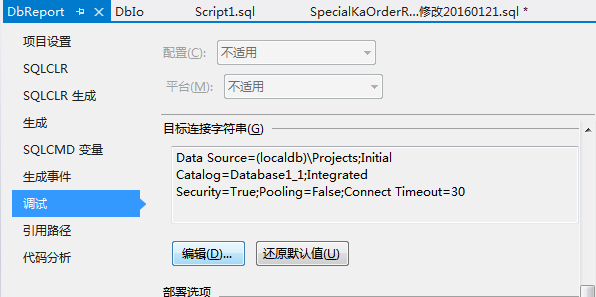 DbReport
DbIo
Script1.sql
SpecialKaOrderR...修改20160121.sql *
项目设置
SQLCLR
SQLCLR 生成
生成
SQLCMD 变量
生成事件
调试
引用路径
代码分析
配置(C): 不适用
平台(M): 不适用
目标连接字符串(G)
Data Source=(localdb)\Projects;Initial
Catalog=Database1_1;Integrated
Security=True;Pooling=False;Connect Timeout=30
编辑(D)...
还原默认值(U)
部署选项